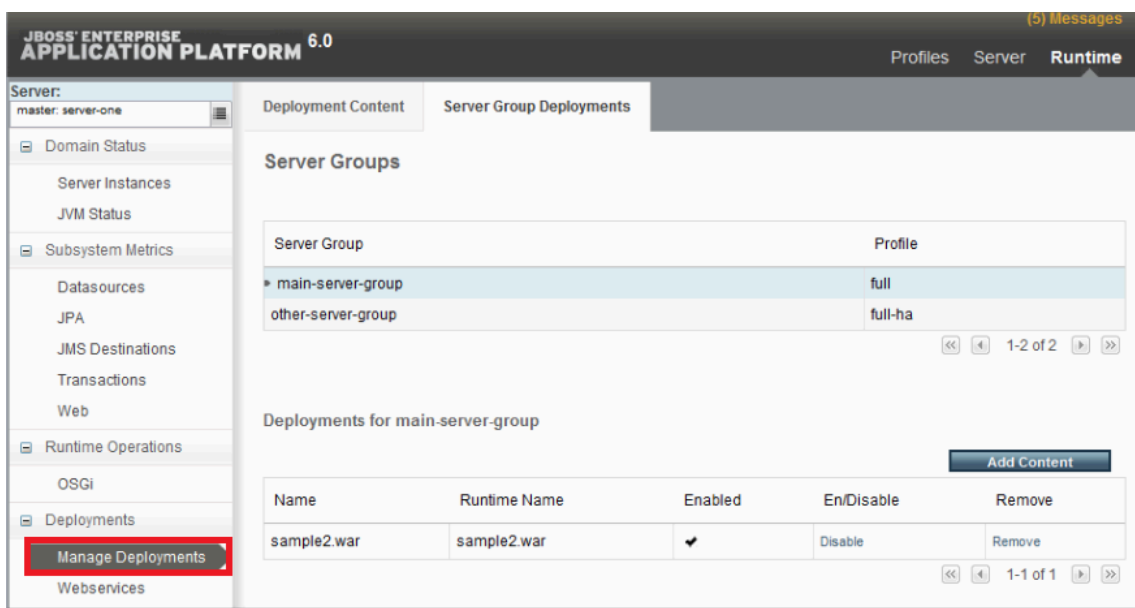 (5) Messages
JBOSS' ENTERPRISE
APPLICATION PLATFORM 6.0
Profiles Server Runtime
Server:
master: server-one
Domain Status
Server Instances
JVM Status
Subsystem Metrics
Datasources
JPA
JMS Destinations
Transactions
Web
Runtime Operations
OSGi
Deployments
Manage Deployments
Webservices
Deployment Content Server Group Deployments
Server Groups
Server Group Profile
main-server-group full
other-server-group full-ha
1-2 of 2
Deployments for main-server-group
Add Content
Name Runtime Name Enabled En/Disable Remove
sample2.war sample2.war Disable Remove
1-1 of 1